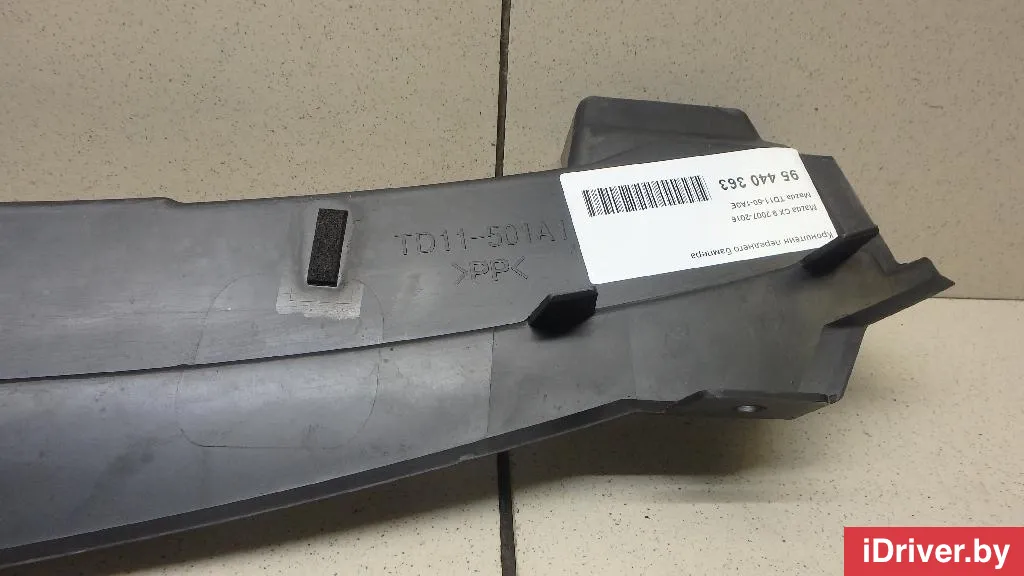 TD11-501A1
>PP<
Кронштейн переднего бампера
Mazda CX 9 2007-2016
Mazda TD11-60-1A0E
95 440 363
iDriver.by